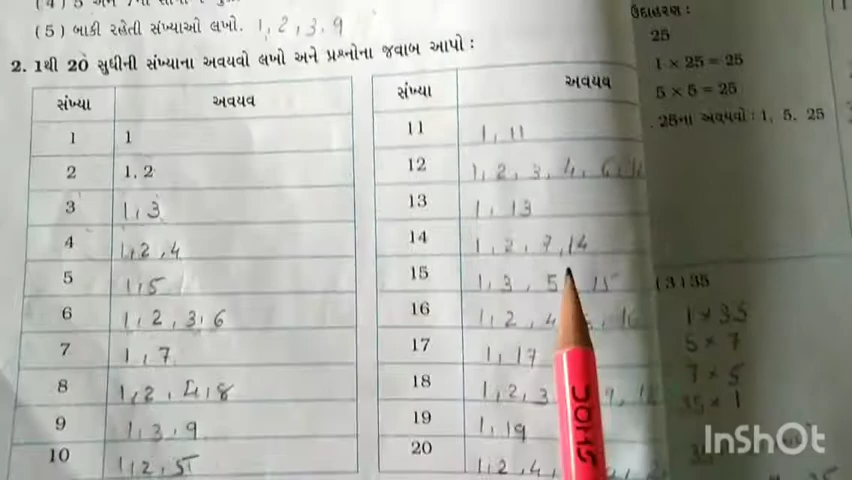 (5) બાકી રહેતી સંખ્યાઓ લખો. 1, 2, 3, 9
2. 1થી 20 સુધીની સંખ્યાના અવયવો લખો અને પ્રશ્નોના જવાબ આપો :
સંખ્યા અવયવ
1 1
2 1, 2
3 1, 3
4 1, 2, 4
5 1, 5
6 1, 2, 3, 6
7 1, 7
8 1, 2, 4, 8
9 1, 3, 9
10 1, 2, 5
સંખ્યા અવયવ
11 1, 11
12 1, 2, 3, 4, 6, 12
13 1, 13
14 1, 2, 7, 14
15 1, 3, 5, 15
16 1, 2, 4, 16
17 1, 17
18 1, 2, 3, 9,
19 1, 19
20 1, 2, 4,
ઉદાહરણ :
25
1 × 25 = 25
5 × 5 = 25
25ના અવયવો : 1, 5, 25
(3) 35
1 × 35
5 × 7
7 × 5
35 × 1
InShOt